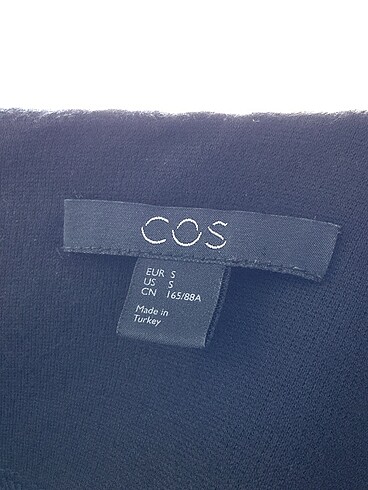 COS
EUR S
US S
CN 165/88A
Made in
Turkey